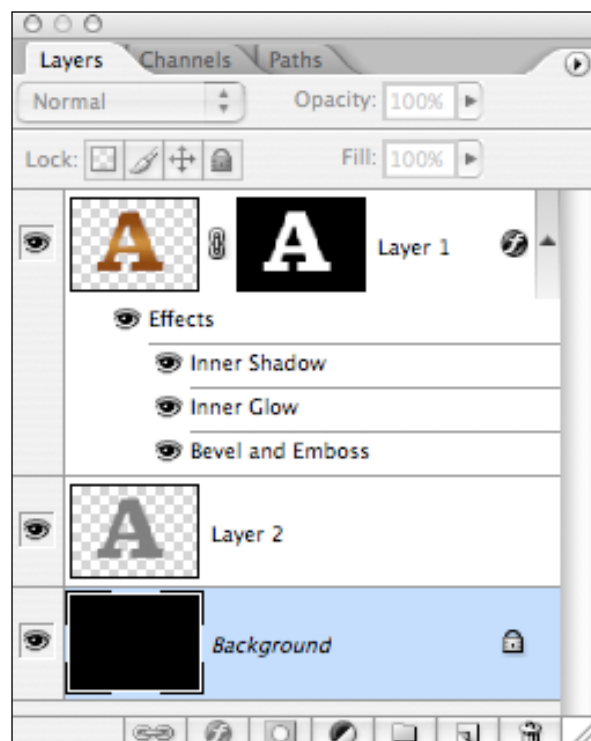 Layers Channels Paths
Normal Opacity: 100%
Lock: Fill: 100%
A A Layer 1
Effects
Inner Shadow
Inner Glow
Bevel and Emboss
A Layer 2
Background